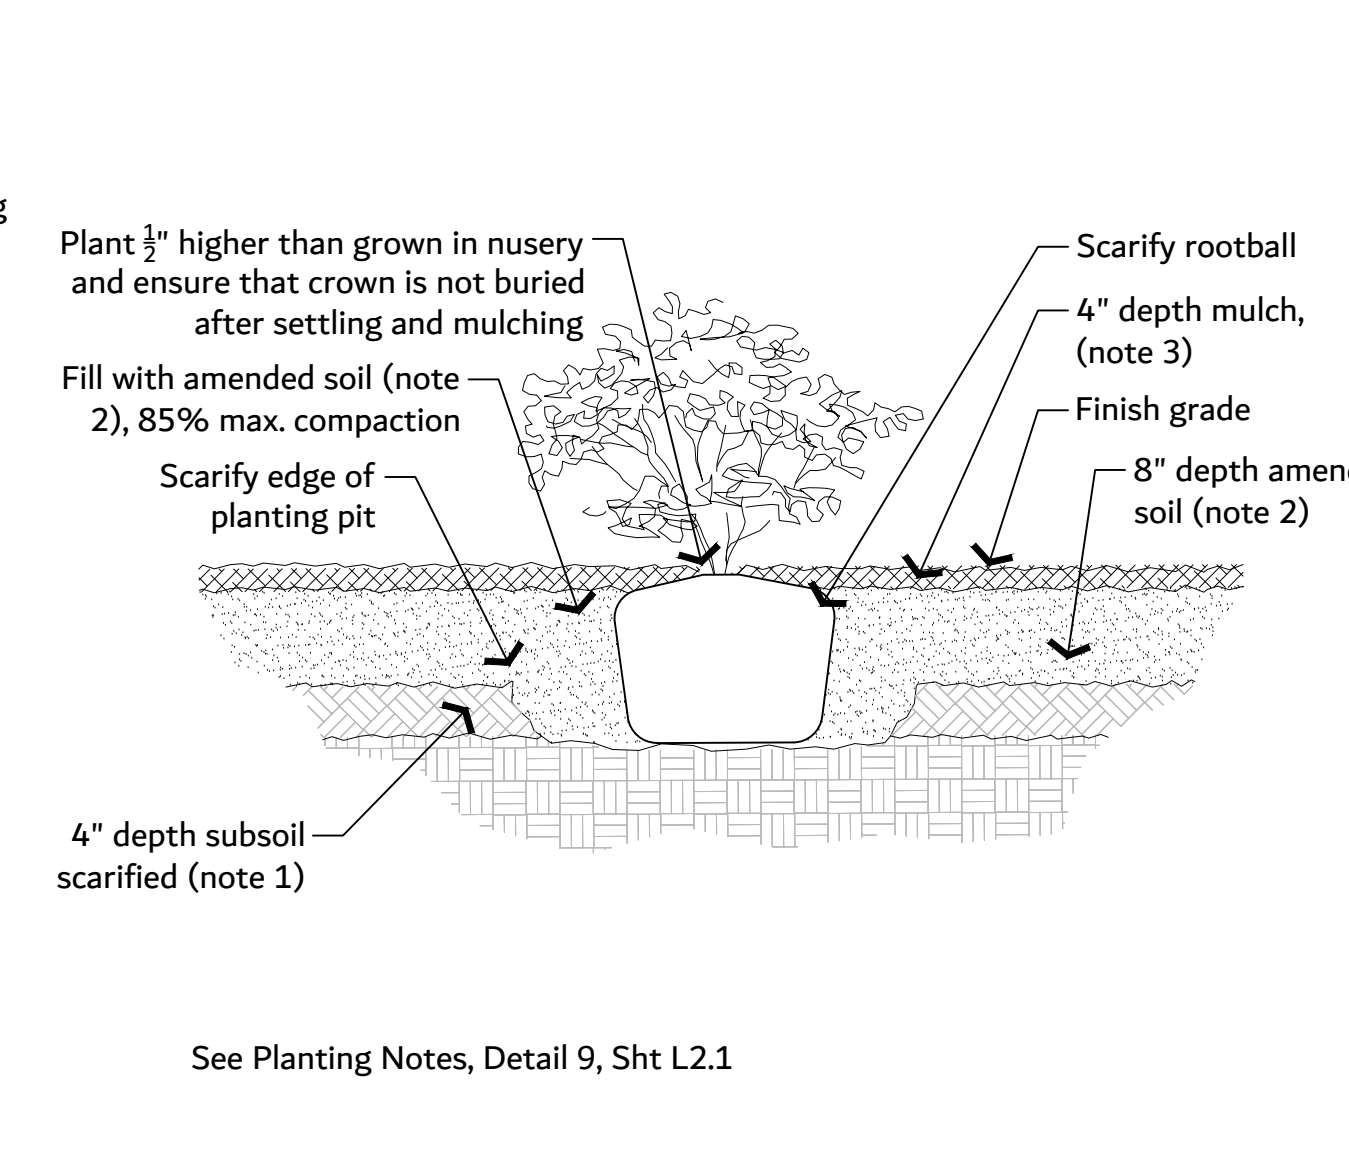 g
Plant ½" higher than grown in nusery
and ensure that crown is not buried
after settling and mulching
Fill with amended soil (note
2), 85% max. compaction
Scarify edge of
planting pit
4" depth subsoil
scarified (note 1)
Scarify rootball
4" depth mulch,
(note 3)
Finish grade
8" depth amen
soil (note 2)
See Planting Notes, Detail 9, Sht L2.1